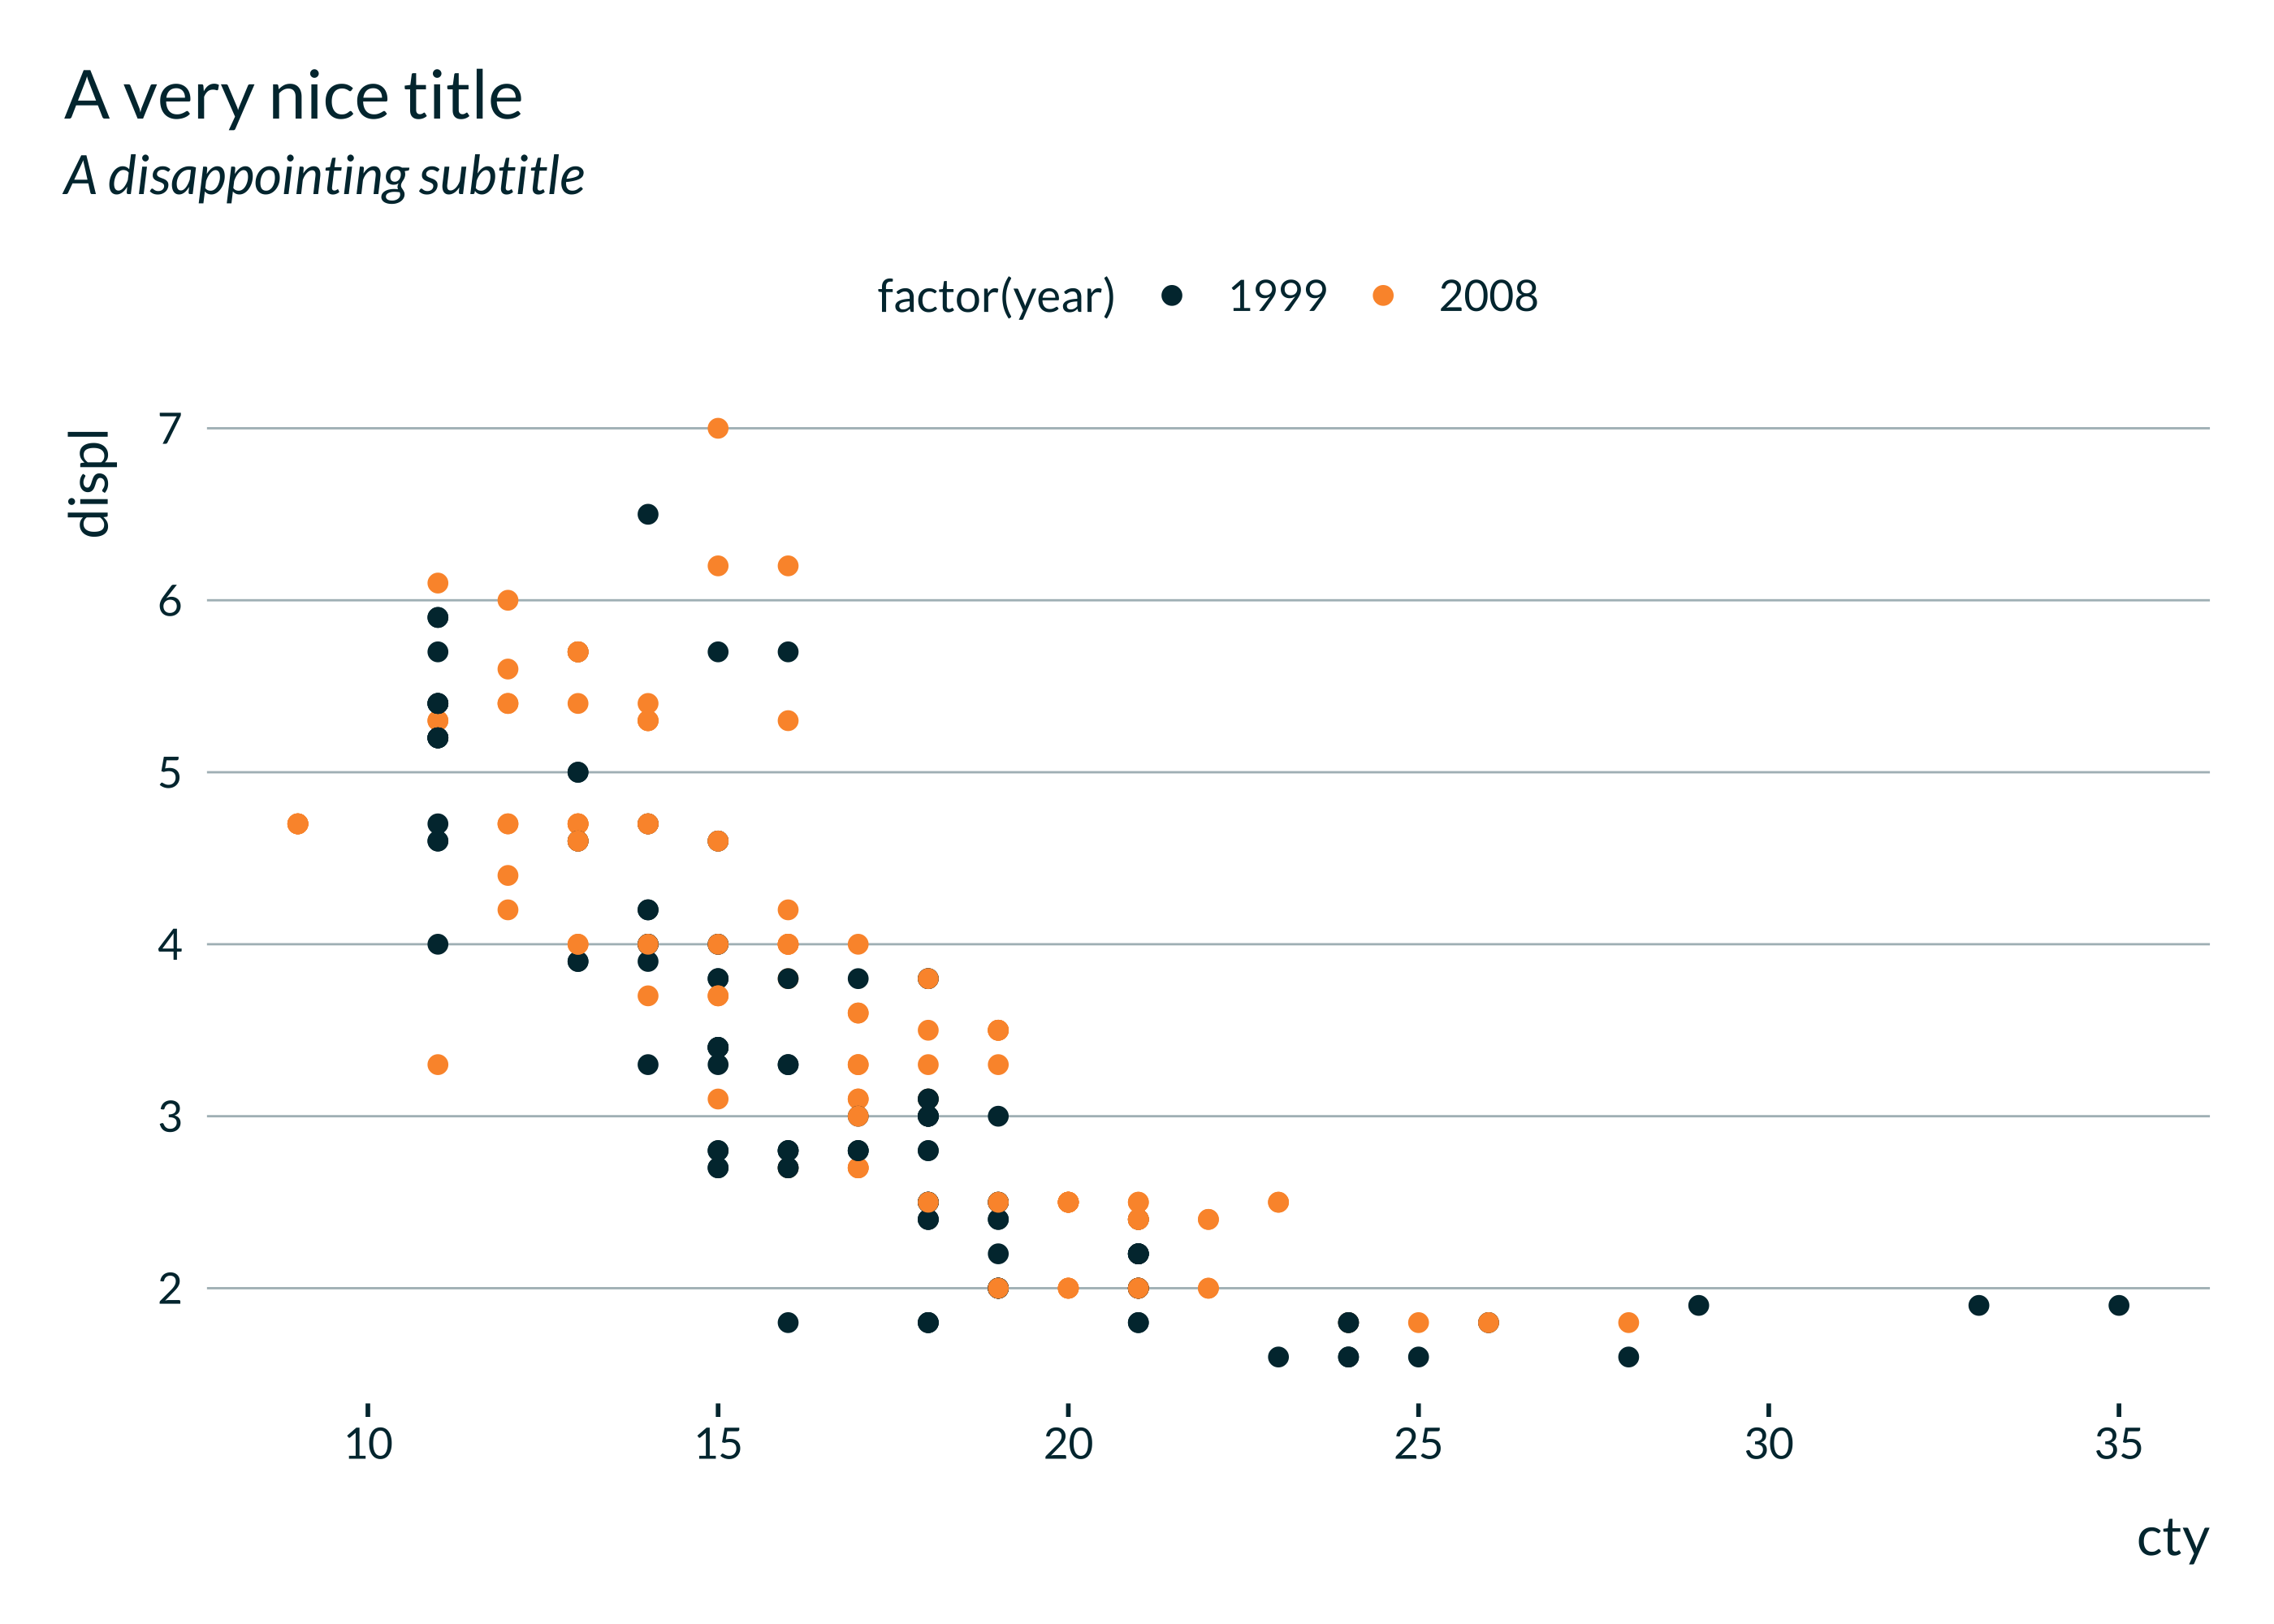 A very nice title
A disappointing subtitle
factor(year) 1999 2008
displ
7
6
5
4
3
2
10 15 20 25 30 35
cty